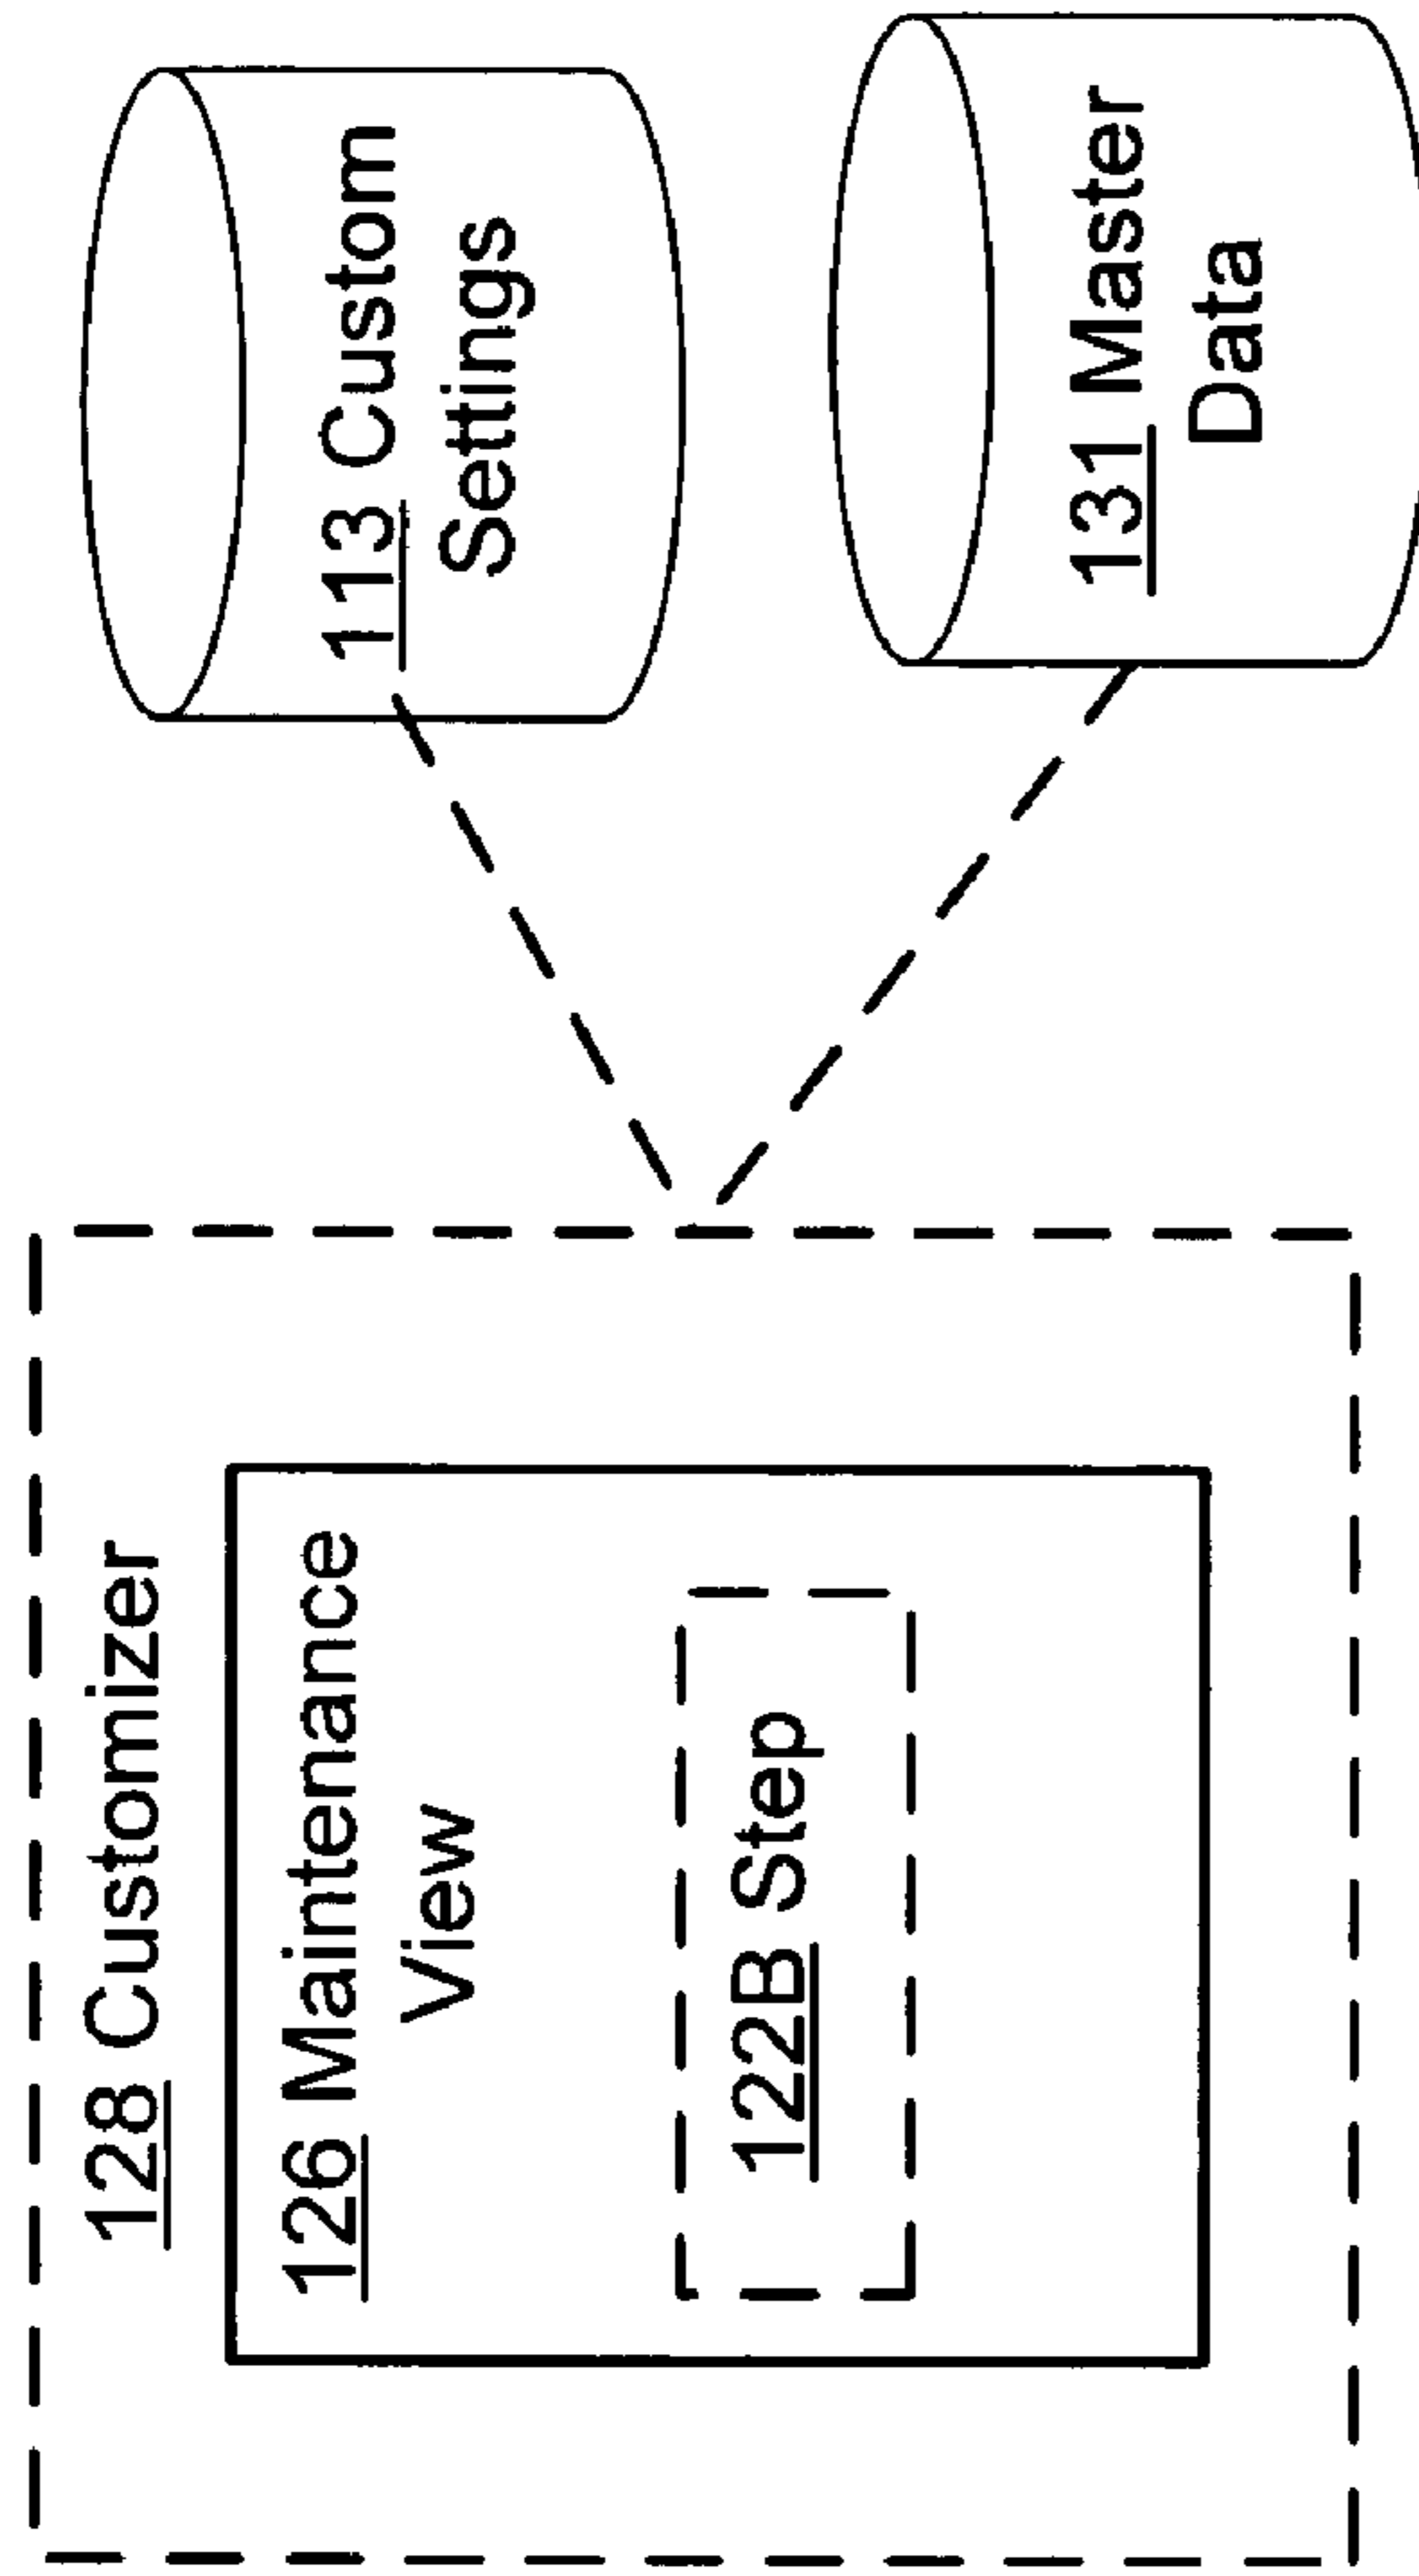 128 Customizer
126 Maintenance
View
122B Step
113 Custom
Settings
131 Master
Data